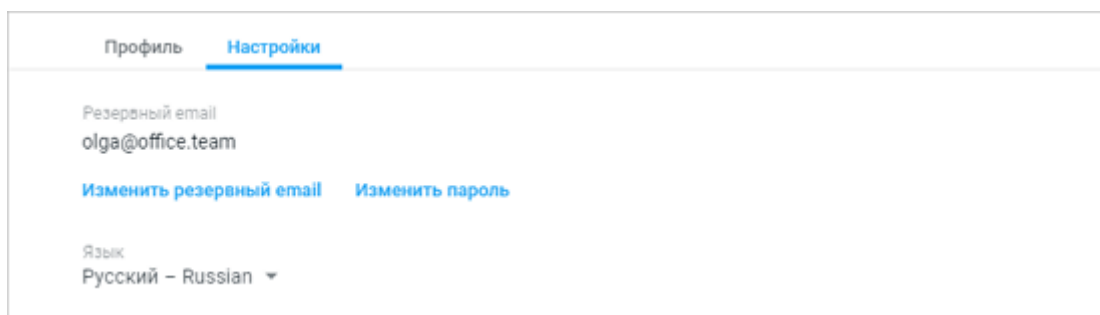 Профиль Настройки
Резервный email
olga@office.team
Изменить резервный email Изменить пароль
Язык
Русский – Russian